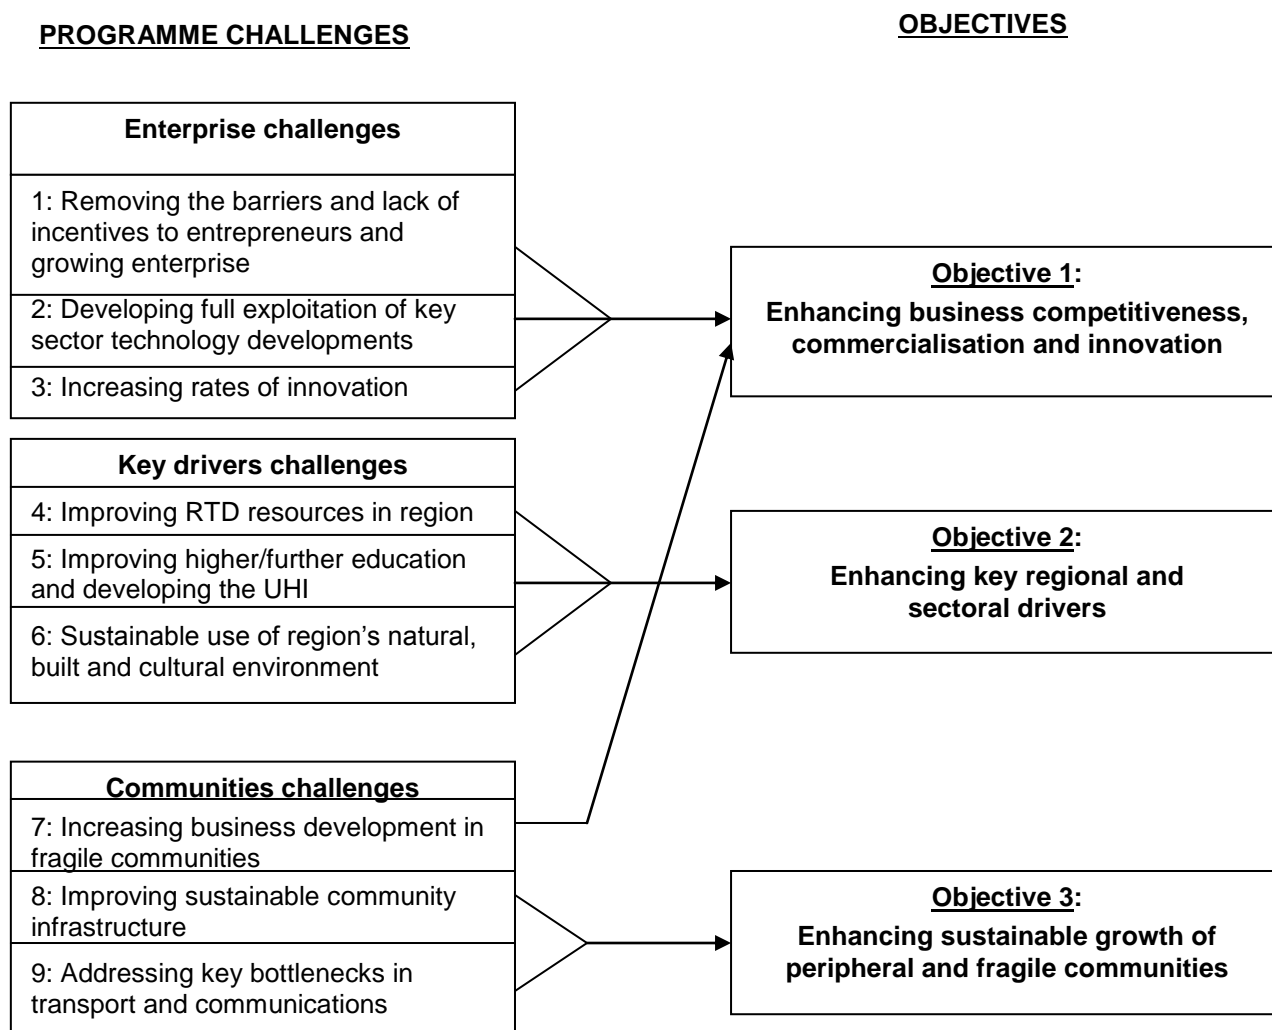 PROGRAMME CHALLENGES
OBJECTIVES
Enterprise challenges
1: Removing the barriers and lack of
incentives to entrepreneurs and
growing enterprise
2: Developing full exploitation of key
sector technology developments
3: Increasing rates of innovation
Objective 1:
Enhancing business competitiveness,
commercialisation and innovation
Key drivers challenges
4: Improving RTD resources in region
5: Improving higher/further education
and developing the UHI
6: Sustainable use of region’s natural,
built and cultural environment
Objective 2:
Enhancing key regional and
sectoral drivers
Communities challenges
7: Increasing business development in
fragile communities
8: Improving sustainable community
infrastructure
9: Addressing key bottlenecks in
transport and communications
Objective 3:
Enhancing sustainable growth of
peripheral and fragile communities